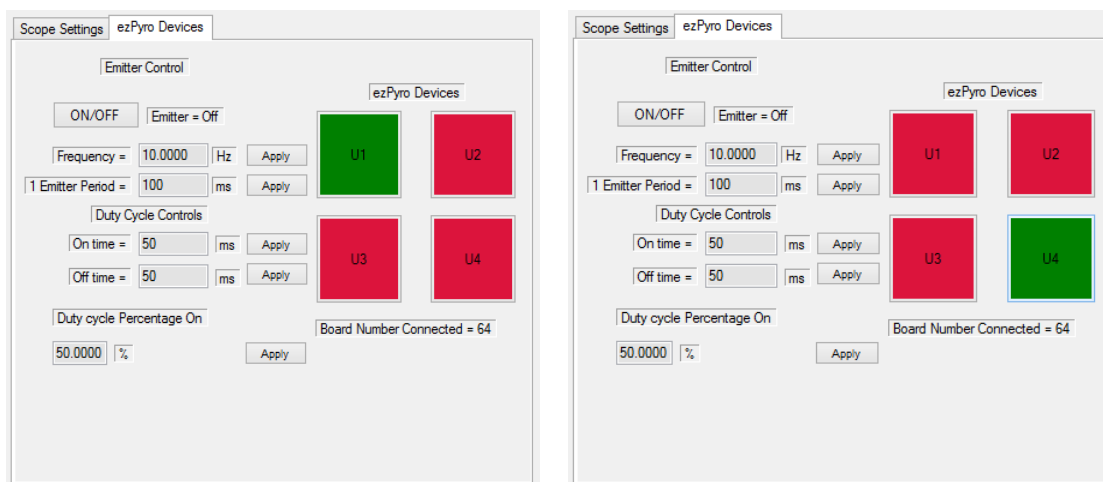 Scope Settings ezPyro Devices
Emitter Control
ezPyro Devices
ON/OFF Emitter = Off
Frequency = 10.0000 Hz Apply
U1 U2
1 Emitter Period = 100 ms Apply
Duty Cycle Controls
On time = 50 ms Apply
U3 U4
Off time = 50 ms Apply
Duty cycle Percentage On
Board Number Connected = 64
50.0000 % Apply
Scope Settings ezPyro Devices
Emitter Control
ezPyro Devices
ON/OFF Emitter = Off
Frequency = 10.0000 Hz Apply
U1 U2
1 Emitter Period = 100 ms Apply
Duty Cycle Controls
On time = 50 ms Apply
U3 U4
Off time = 50 ms Apply
Duty cycle Percentage On
Board Number Connected = 64
50.0000 % Apply